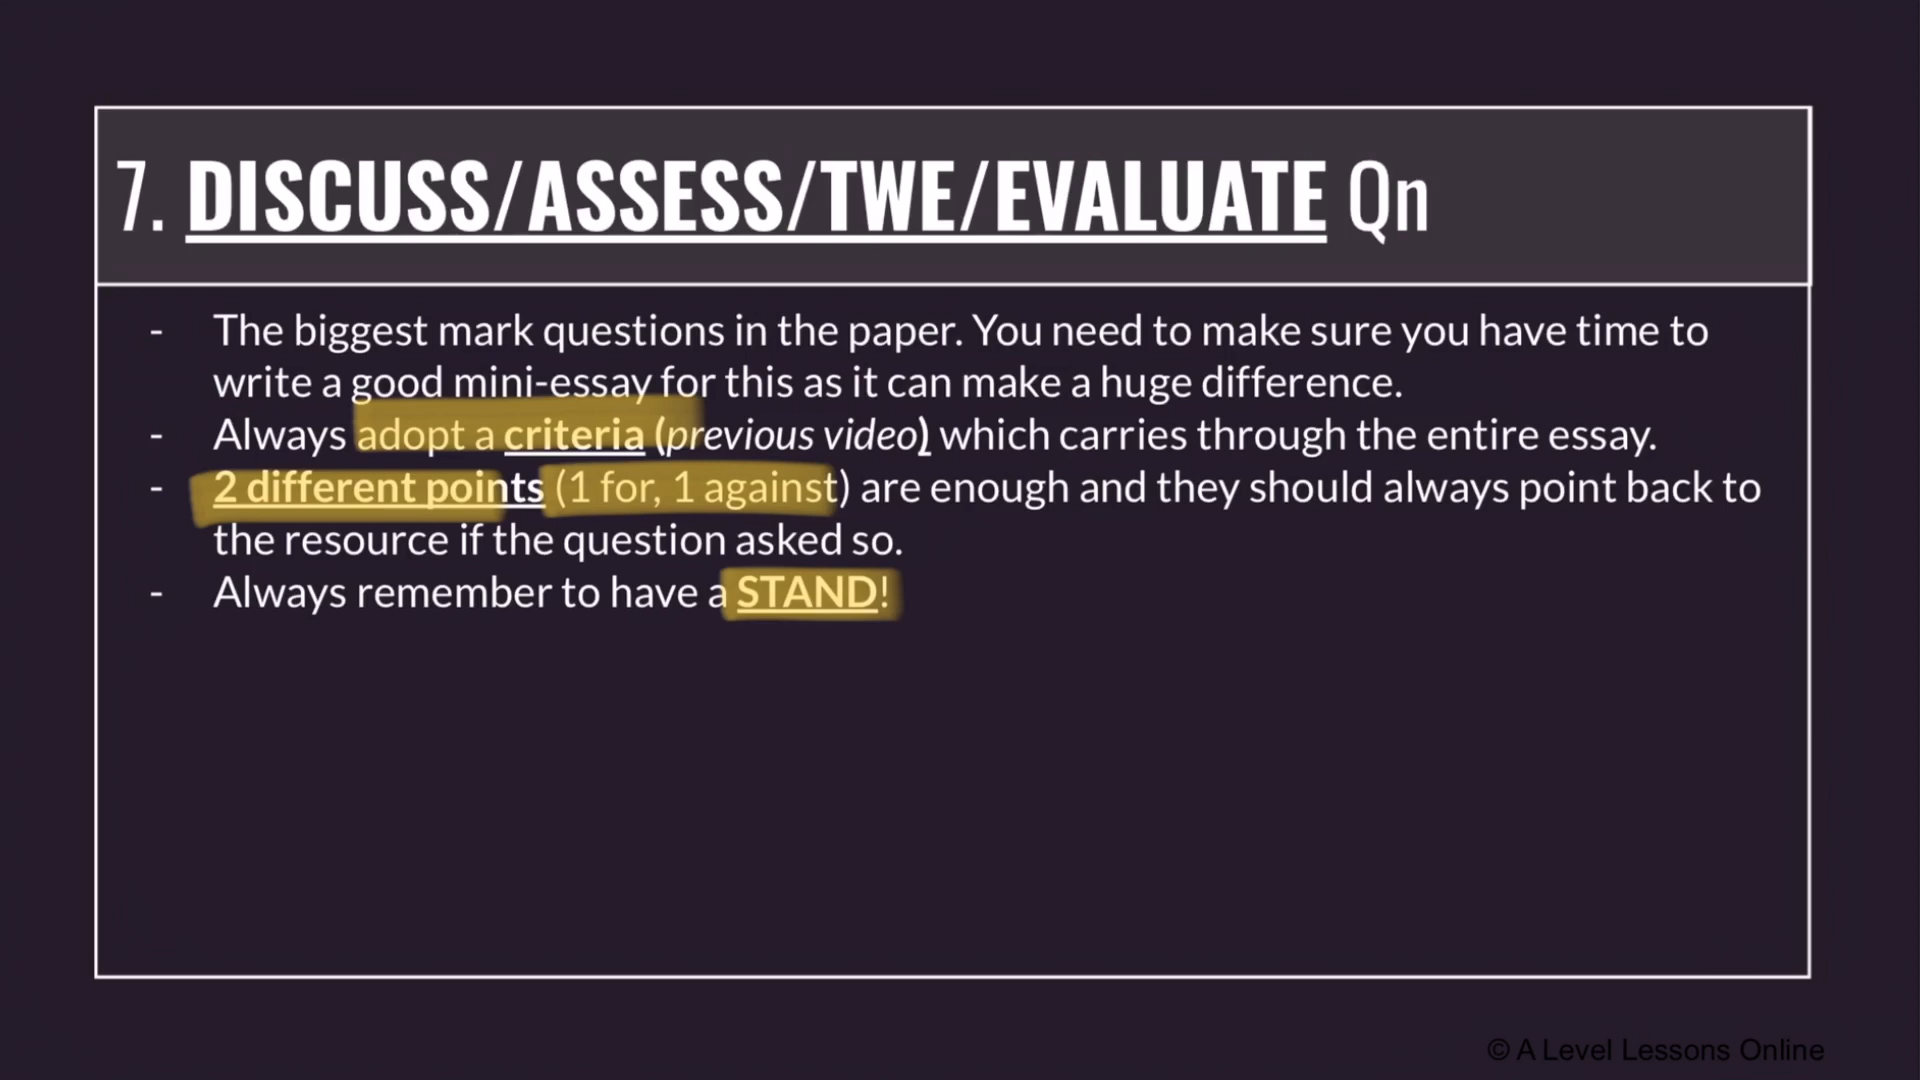 7. DISCUSS/ASSESS/TWE/EVALUATE Qn
- The biggest mark questions in the paper. You need to make sure you have time to
write a good mini-essay for this as it can make a huge difference.
- Always adopt a criteria (previous video) which carries through the entire essay.
- 2 different points (1 for, 1 against) are enough and they should always point back to
the resource if the question asked so.
- Always remember to have a STAND!
© A Level Lessons Online